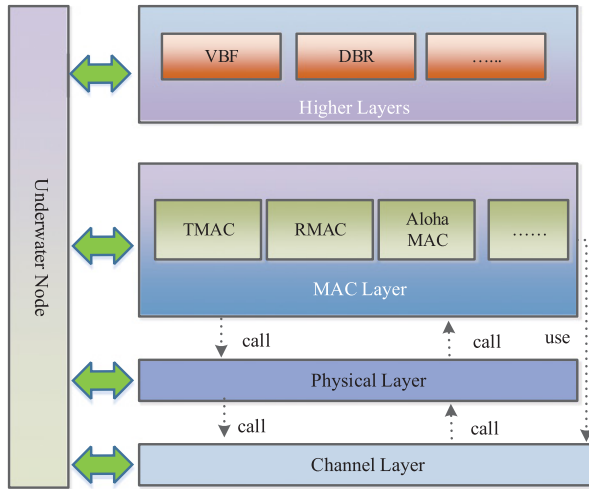 Underwater Node
VBF
DBR
......
Higher Layers
TMAC
RMAC
Aloha
MAC
......
MAC Layer
call
call
use
Physical Layer
call
call
Channel Layer